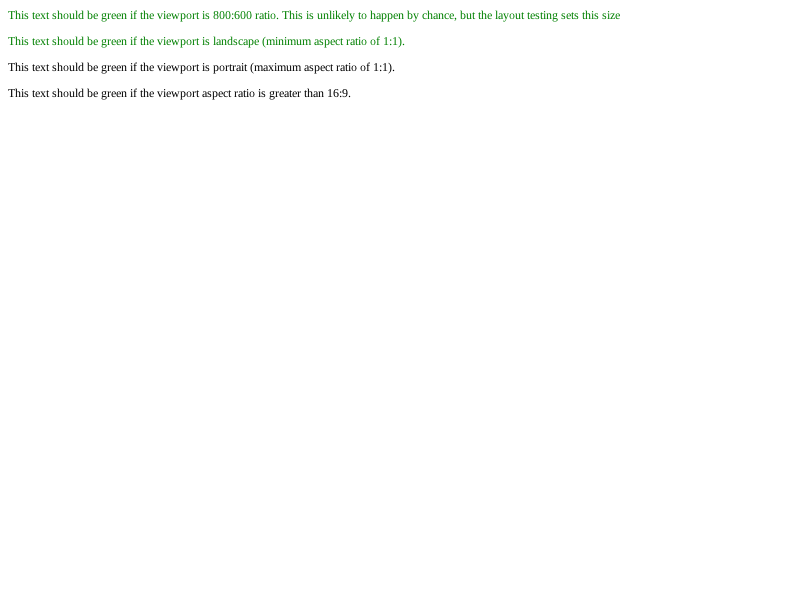 This text should be green if the viewport is 800:600 ratio. This is unlikely to happen by chance, but the layout testing sets this size
This text should be green if the viewport is landscape (minimum aspect ratio of 1:1).
This text should be green if the viewport is portrait (maximum aspect ratio of 1:1).
This text should be green if the viewport aspect ratio is greater than 16:9.